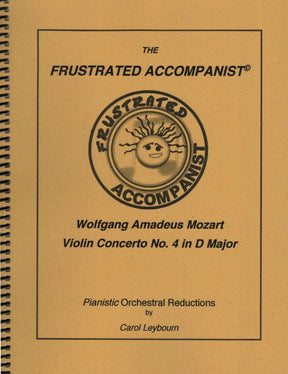 THE
FRUSTRATED ACCOMPANIST©
FRUSTRATED
ACCOMPANIST
Wolfgang Amadeus Mozart
Violin Concerto No. 4 in D Major
Pianistic Orchestral Reductions
by
Carol Leybourn